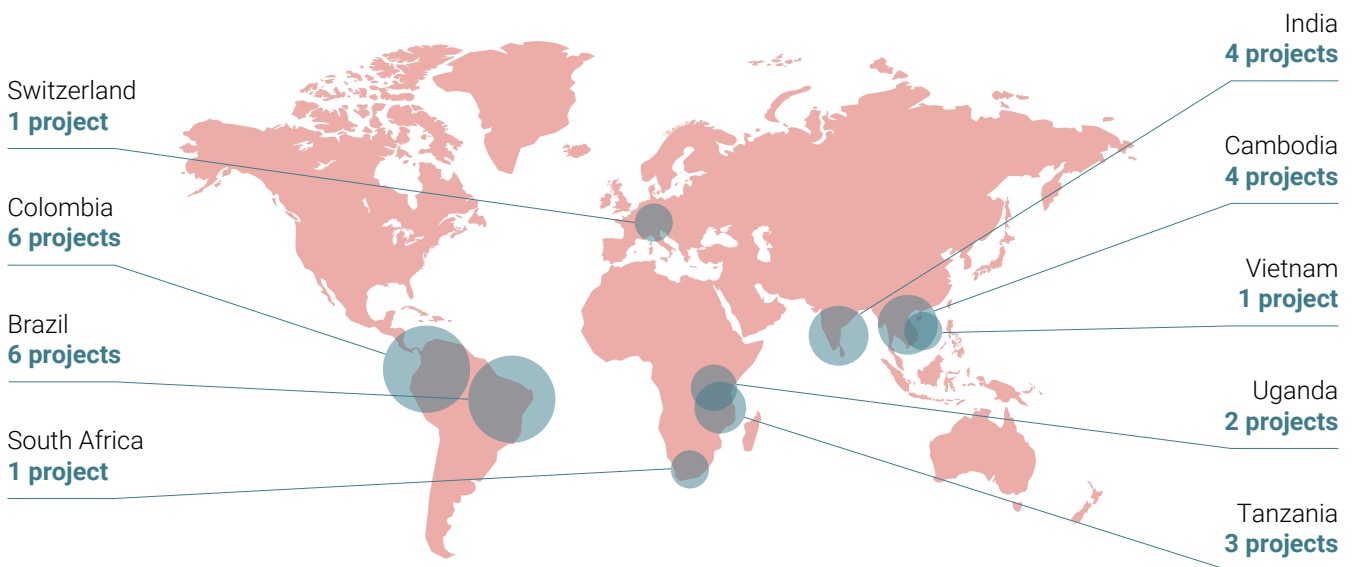 Switzerland
1 project
Colombia
6 projects
Brazil
6 projects
South Africa
1 project
India
4 projects
Cambodia
4 projects
Vietnam
1 project
Uganda
2 projects
Tanzania
3 projects